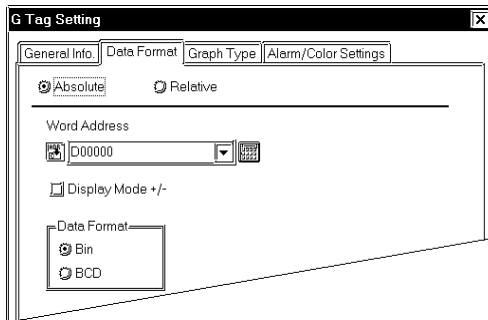 G Tag Setting
General Info. Data Format Graph Type Alarm/Color Settings
Absolute Relative
Word Address
D00000
Display Mode +/-
Data Format
Bin
BCD